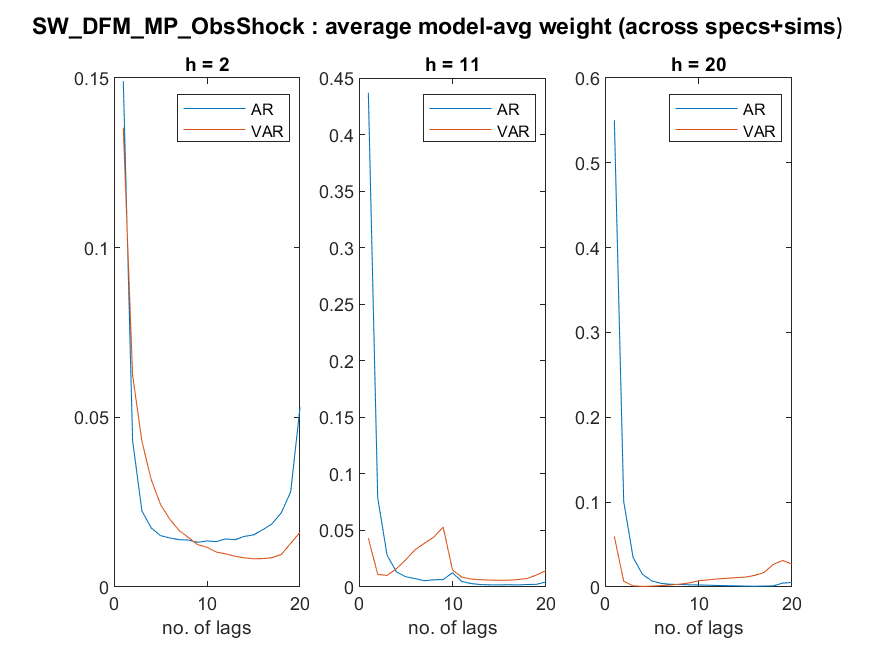 SW_DFM_MP_ObsShock : average model-avg weight (across specs+sims)
h = 2
0.15
0.1
0.05
0
0
10
20
no. of lags
AR
VAR
h = 11
0.45
0.4
0.35
0.3
0.25
0.2
0.15
0.1
0.05
0
0
10
20
no. of lags
AR
VAR
h = 20
0.6
0.5
0.4
0.3
0.2
0.1
0
0
10
20
no. of lags
AR
VAR